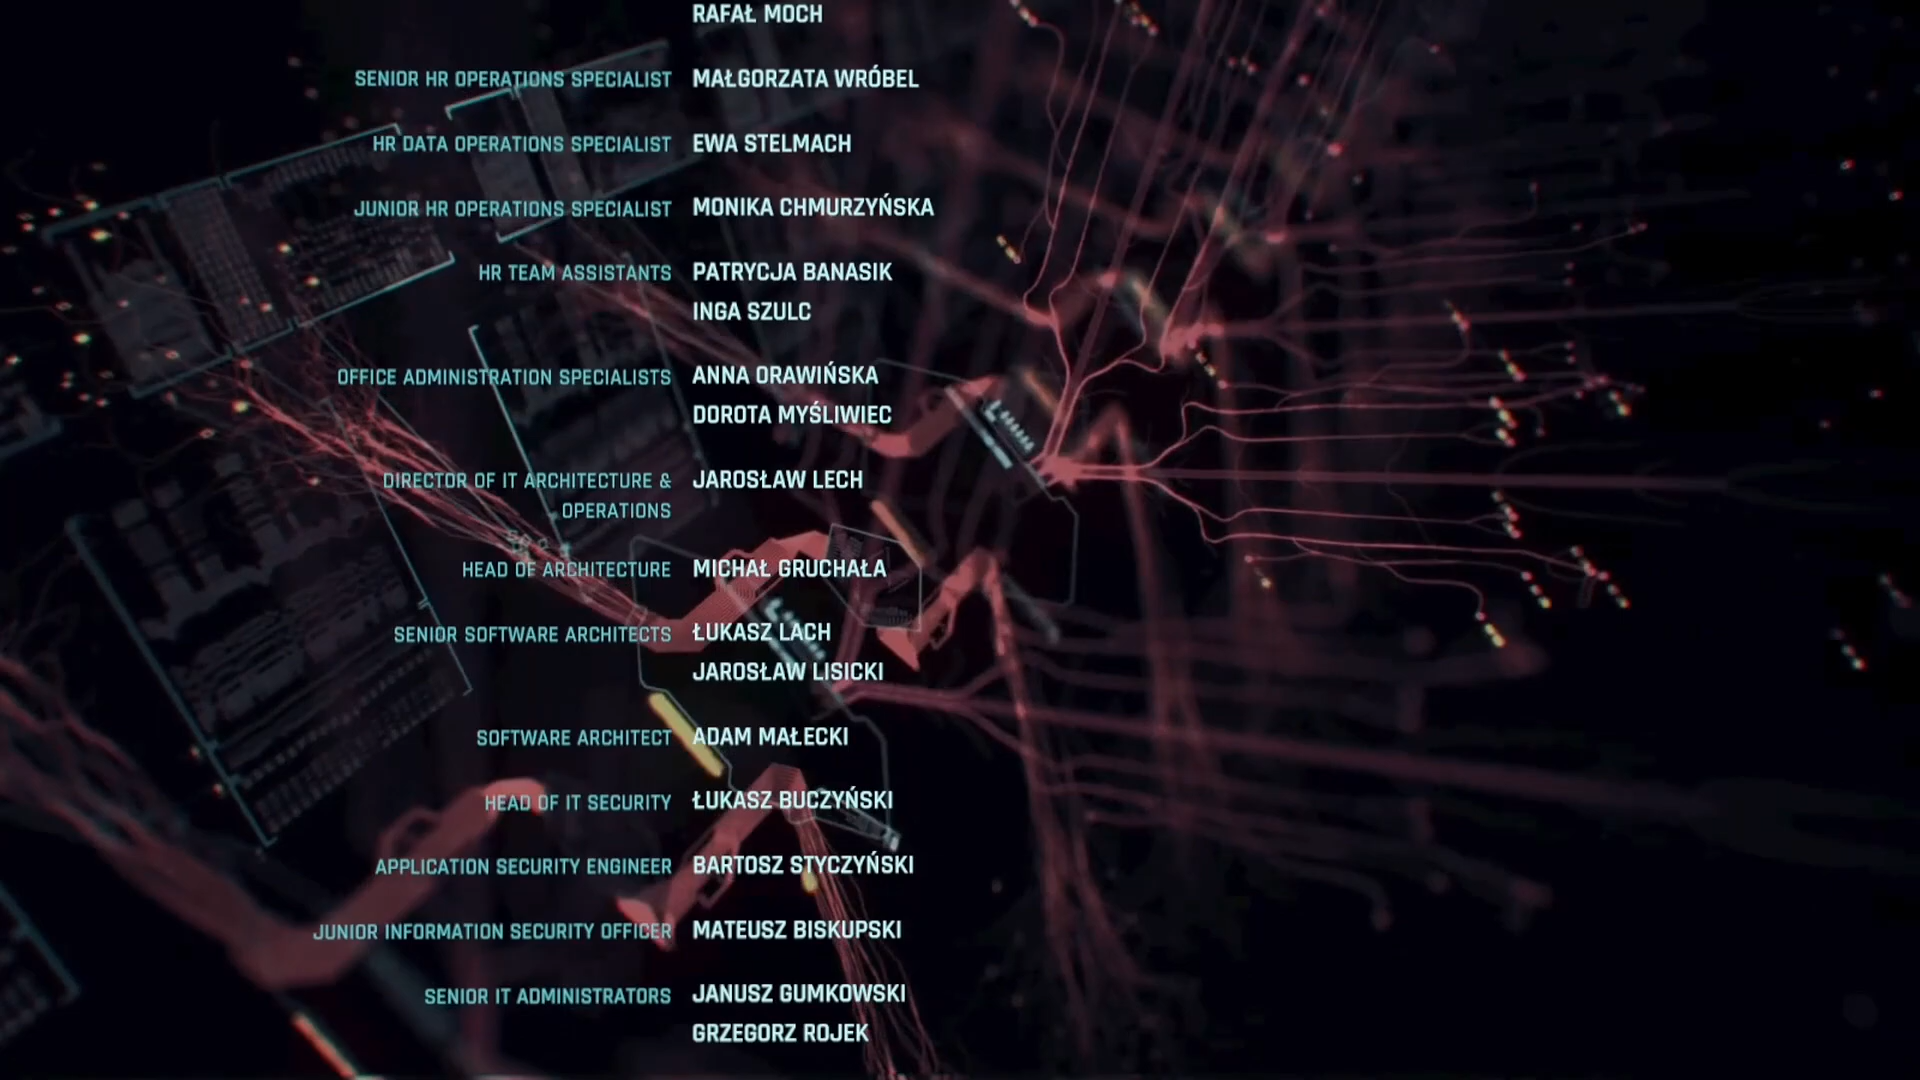 RAFAŁ MOCH
SENIOR HR OPERATIONS SPECIALIST MAŁGORZATA WRÓBEL
HR DATA OPERATIONS SPECIALIST EWA STELMACH
JUNIOR HR OPERATIONS SPECIALIST MONIKA CHMURZYŃSKA
HR TEAM ASSISTANTS PATRYCJA BANASIK
INGA SZULC
OFFICE ADMINISTRATION SPECIALISTS ANNA ORAWIŃSKA
DOROTA MYŚLIWIEC
DIRECTOR OF IT ARCHITECTURE & JAROSŁAW LECH
OPERATIONS
HEAD OF ARCHITECTURE MICHAŁ GRUCHAŁA
SENIOR SOFTWARE ARCHITECTS ŁUKASZ LACH
JAROSŁAW LISICKI
SOFTWARE ARCHITECT ADAM MAŁECKI
HEAD OF IT SECURITY ŁUKASZ BUCZYŃSKI
APPLICATION SECURITY ENGINEER BARTOSZ STYCZYŃSKI
JUNIOR INFORMATION SECURITY OFFICER MATEUSZ BISKUPSKI
SENIOR IT ADMINISTRATORS JANUSZ GUMKOWSKI
GRZEGORZ ROJEK